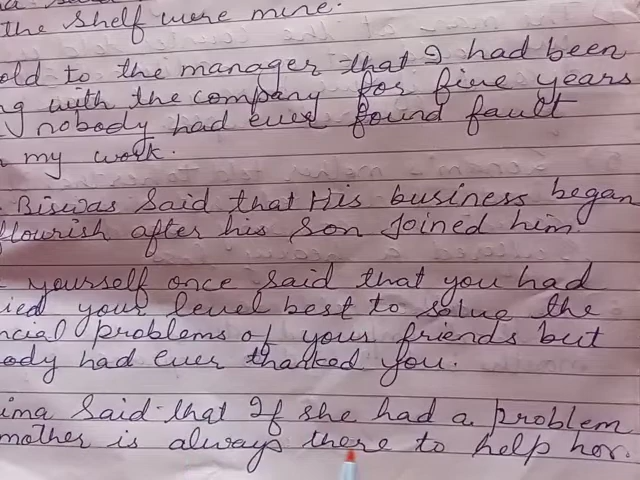 the shelf were mine.
old to the manager that I had been
ng with the company for five years
nobody had ever found fault
my work.
Biswas Said that His business began
flourish after his son Joined him.
yourself once said that you had
ied your level best to solve the
ncial problems of your friends but
ody had ever thanked you.
ima Said that If she had a problem
mother is always there to help her.